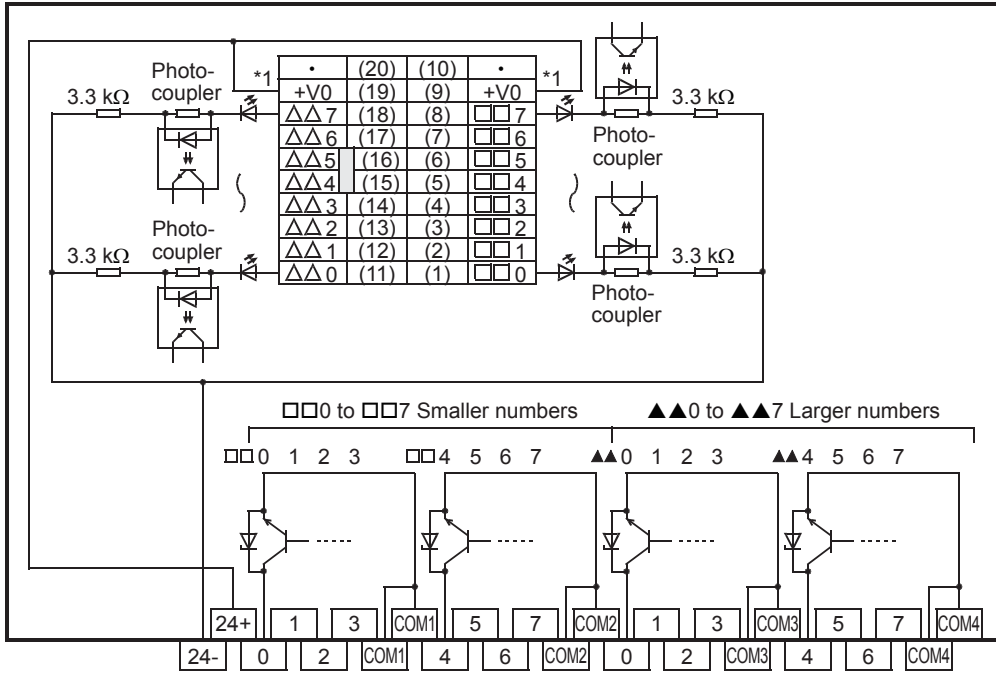 Photo-
coupler
3.3 kΩ
*1
・ (20) (10) ・
+V0 (19) (9) +V0
△△7 (18) (8) □□7
△△6 (17) (7) □□6
△△5 (16) (6) □□5
△△4 (15) (5) □□4
△△3 (14) (4) □□3
△△2 (13) (3) □□2
△△1 (12) (2) □□1
△△0 (11) (1) □□0
*1
3.3 kΩ
Photo-
coupler
Photo-
coupler
3.3 kΩ
3.3 kΩ
Photo-
coupler
□□0 to □□7 Smaller numbers ▲▲0 to ▲▲7 Larger numbers
□□0 1 2 3 □□4 5 6 7 ▲▲0 1 2 3 ▲▲4 5 6 7
24+ 1 3 COM1 5 7 COM2 1 3 COM3 5 7 COM4
24- 0 2 COM1 4 6 COM2 0 2 COM3 4 6 COM4